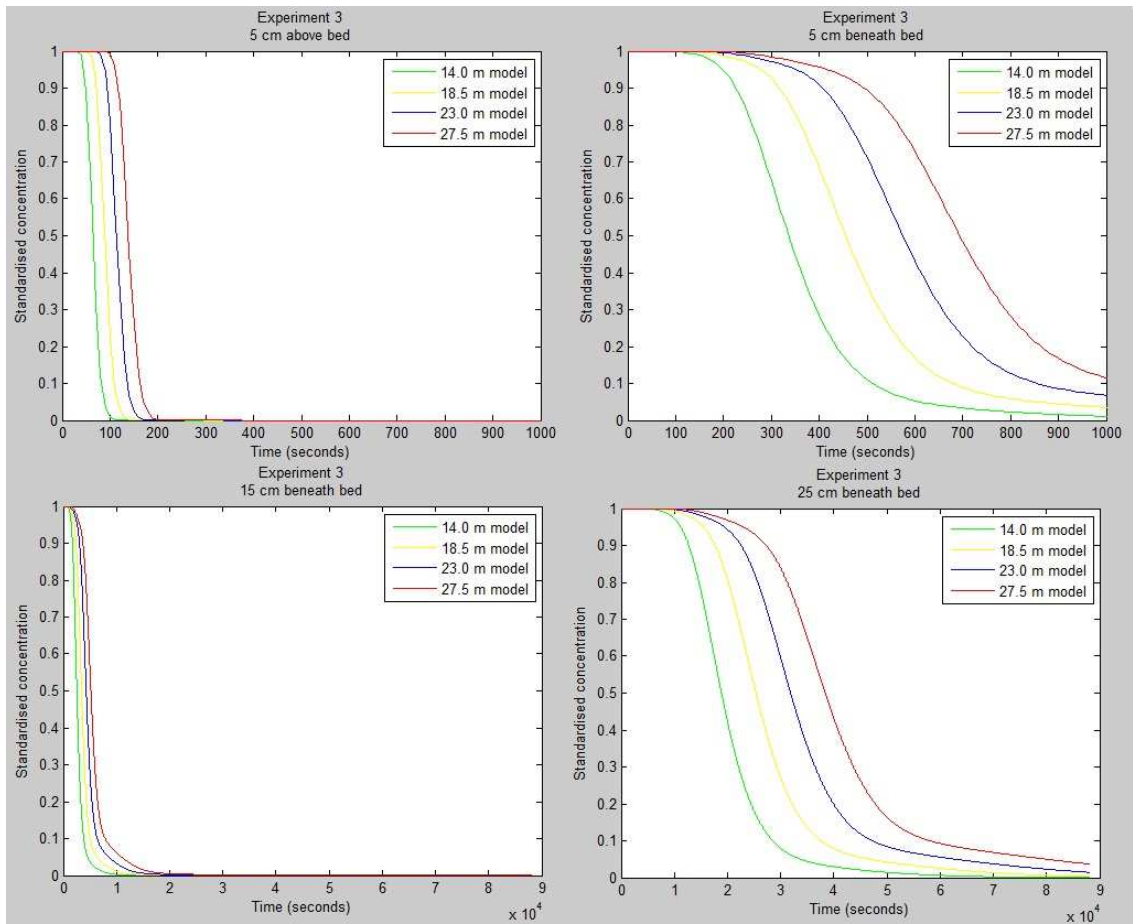 Experiment 3
5 cm above bed
Standardised concentration
1
0.9
0.8
0.7
0.6
0.5
0.4
0.3
0.2
0.1
0
14.0 m model
18.5 m model
23.0 m model
27.5 m model
0 100 200 300 400 500 600 700 800 900 1000
Time (seconds)
Experiment 3
5 cm beneath bed
Standardised concentration
1
0.9
0.8
0.7
0.6
0.5
0.4
0.3
0.2
0.1
0
14.0 m model
18.5 m model
23.0 m model
27.5 m model
0 100 200 300 400 500 600 700 800 900 1000
Time (seconds)
Experiment 3
15 cm beneath bed
Standardised concentration
1
0.9
0.8
0.7
0.6
0.5
0.4
0.3
0.2
0.1
0
14.0 m model
18.5 m model
23.0 m model
27.5 m model
0 1 2 3 4 5 6 7 8 9
Time (seconds)
x 10^4
Experiment 3
25 cm beneath bed
Standardised concentration
1
0.9
0.8
0.7
0.6
0.5
0.4
0.3
0.2
0.1
0
14.0 m model
18.5 m model
23.0 m model
27.5 m model
0 1 2 3 4 5 6 7 8 9
Time (seconds)
x 10^4